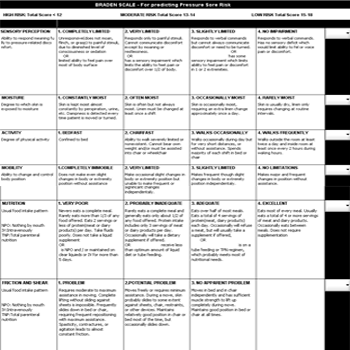 BRADEN SCALE - For predicting Pressure Sore Risk
HIGH RISK: Total Score < 12
MODERATE RISK Total Score 13-14
LOW RISK Total Score 15-18
SENSORY PERCEPTION
Ability to respond meaningfully to pressure-related discomfort.
1. COMPLETELY LIMITED
Unresponsive (does not moan, flinch, or grasp) to painful stimuli, due to diminished level of consciousness or sedation
OR
limited ability to feel pain over most of body surface
2. VERY LIMITED
Responds only to painful stimuli. Cannot communicate discomfort except by moaning or restlessness
OR
has a sensory impairment which limits the ability to feel pain or discomfort over 1/2 of body.
3. SLIGHTLY LIMITED
Responds to verbal commands but cannot always communicate discomfort or need to be turned.
OR
has some sensory impairment which limits ability to feel pain or discomfort in 1 or 2 extremities.
4. NO IMPAIRMENT
Responds to verbal commands. Has no sensory deficit which would limit ability to feel or voice pain or discomfort.
MOISTURE
Degree to which skin is exposed to moisture
1. CONSTANTLY MOIST
Skin is kept moist almost constantly by perspiration, urine, etc. Dampness is detected every time patient is moved or turned.
2. OFTEN MOIST
Skin is often but not always moist. Linen must be changed at least once a shift.
3. OCCASIONALLY MOIST
Skin is occasionally moist, requiring an extra linen change approximately once a day.
4. RARELY MOIST
Skin is usually dry, linen only requires changing at routine intervals.
ACTIVITY
Degree of physical activity
1. BEDFAST
Confined to bed
2. CHAIRFAST
Ability to walk severely limited or nonexistent. Cannot bear own weight and/or must be assisted into chair or wheelchair
3. WALKS OCCASIONALLY
Walks occasionally during day but for very short distances, with or without assistance. Spends majority of each shift in bed or chair
4. WALKS FREQUENTLY
Walks outside the room at least twice a day and inside room at least once every 2 hours during waking hours.
MOBILITY
Ability to change and control body position
1. COMPLETELY IMMOBILE
Does not make even slight changes in body or extremity position without assistance
2. VERY LIMITED
Makes occasional slight changes in body or extremity position but unable to make frequent or significant changes independently.
3. SLIGHTLY LIMITED
Makes frequent though slight changes in body or extremity position independently.
4. NO LIMITATIONS
Makes major and frequent changes in position without assistance.
NUTRITION
Usual food intake pattern
NPO: Nothing by mouth
IV:Intravenously
TNP:Total parenteral nutrition
1. VERY POOR
Never eats a complete meal. Rarely eats more than 1/3 of any food offered. Eats 2 servings or less of protein(meat or dairy products) per day. Take fluids poorly. Does not take a liquid supplement
OR
is NPO and / maintained on clear liquids or IV for more than 5 days.
2. PROBABLY INADEQUATE
Rarely eats a complete meal and generally eats only about 1/2 of any food offered. Protein intake includes only 3 servings of meat or dairy products per day. Occasionally will take a dietary supplement if offered.
OR
receives less than optimum amount of liquid diet or tube feeding.
3. ADEQUATE
Eats over half of most meals. Eats a total of 4 servings of protein(meat, dairy products) each day. Occasionally will refuse a meal, but will usually take a supplement if offered,
OR
is on a tube feeding or TPN regimen, which probably meets most of nutritional needs.
4. EXCELLENT
Eats most of every meal. Usually eats a total of 4 or more servings of meat and dairy products. Occasionally eats between meals. Does not require supplementation.
FRICTION AND SHEAR
Usual food intake pattern
NPO: Nothing by mouth
IV:Intravenously
TNP:Total parenteral nutrition
1. PROBLEM
Requires moderate to maximum assistance in moving. Complete lifting without sliding against sheets is impossible. Frequently slides down in bed or chair, requiring frequent repositioning with maximum assistance. Spasticity, contractures, or agitation leads to almost constant friction.
2. POTENTIAL PROBLEM
Moves freely or requires minimum assistance. During a move, skin probably slides to some extent against sheets, chair, restraints, or other devices. Maintains relatively good position in chair or bed most of the time, but occasionally slides down.
3. NO APPARENT PROBLEM
Moves in bed and in chair independently and has sufficient muscle strength to lift up completely during move. Maintains good position in bed or chair at all times.